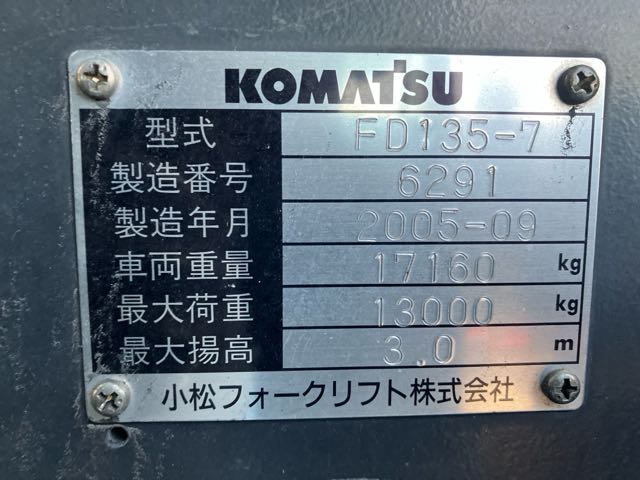 KOMATSU
型式 FD135-7
製造番号 6291
製造年月 2005-09
車両重量 17160 kg
最大荷重 13000 kg
最大揚高 3.0 m
小松フォークリフト株式会社